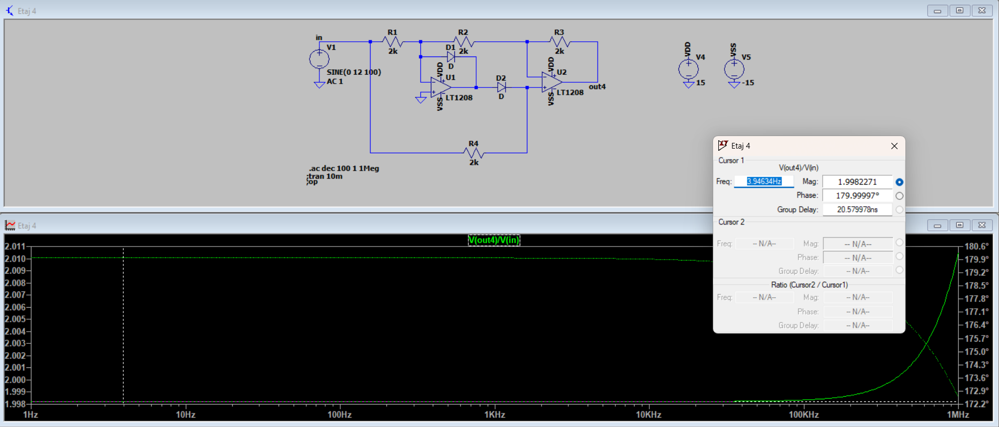 Etaj 4
in
V1
SINE(0 12 100)
AC 1
R1
2k
R2
2k
R3
2k
D1
D
VDD
U1
LT1208
VSS
D2
D
VDD
U2
LT1208
VSS
out4
R4
2k
VDD
V4
15
VSS
V5
-15
.ac dec 100 1 1Meg
;tran 10m
;op
Etaj 4
Cursor 1
V(out4)/V(in)
Freq: 3.94634Hz Mag: 1.9982271
Phase: 179.99997°
Group Delay: 20.579978ns
Cursor 2
Freq: -- N/A-- Mag: -- N/A--
Phase: -- N/A--
Group Delay: -- N/A--
Ratio (Cursor2 / Cursor1)
Freq: -- N/A-- Mag: -- N/A--
Phase: -- N/A--
Group Delay: -- N/A--
Etaj 4
V(out4)/V(in)
2.011
2.010
2.009
2.008
2.007
2.006
2.005
2.004
2.003
2.002
2.001
2.000
1.999
1.998
180.6°
179.9°
179.2°
178.5°
177.8°
177.1°
176.4°
175.7°
175.0°
174.3°
173.6°
172.9°
172.2°
1Hz 10Hz 100Hz 1KHz 10KHz 100KHz 1MHz